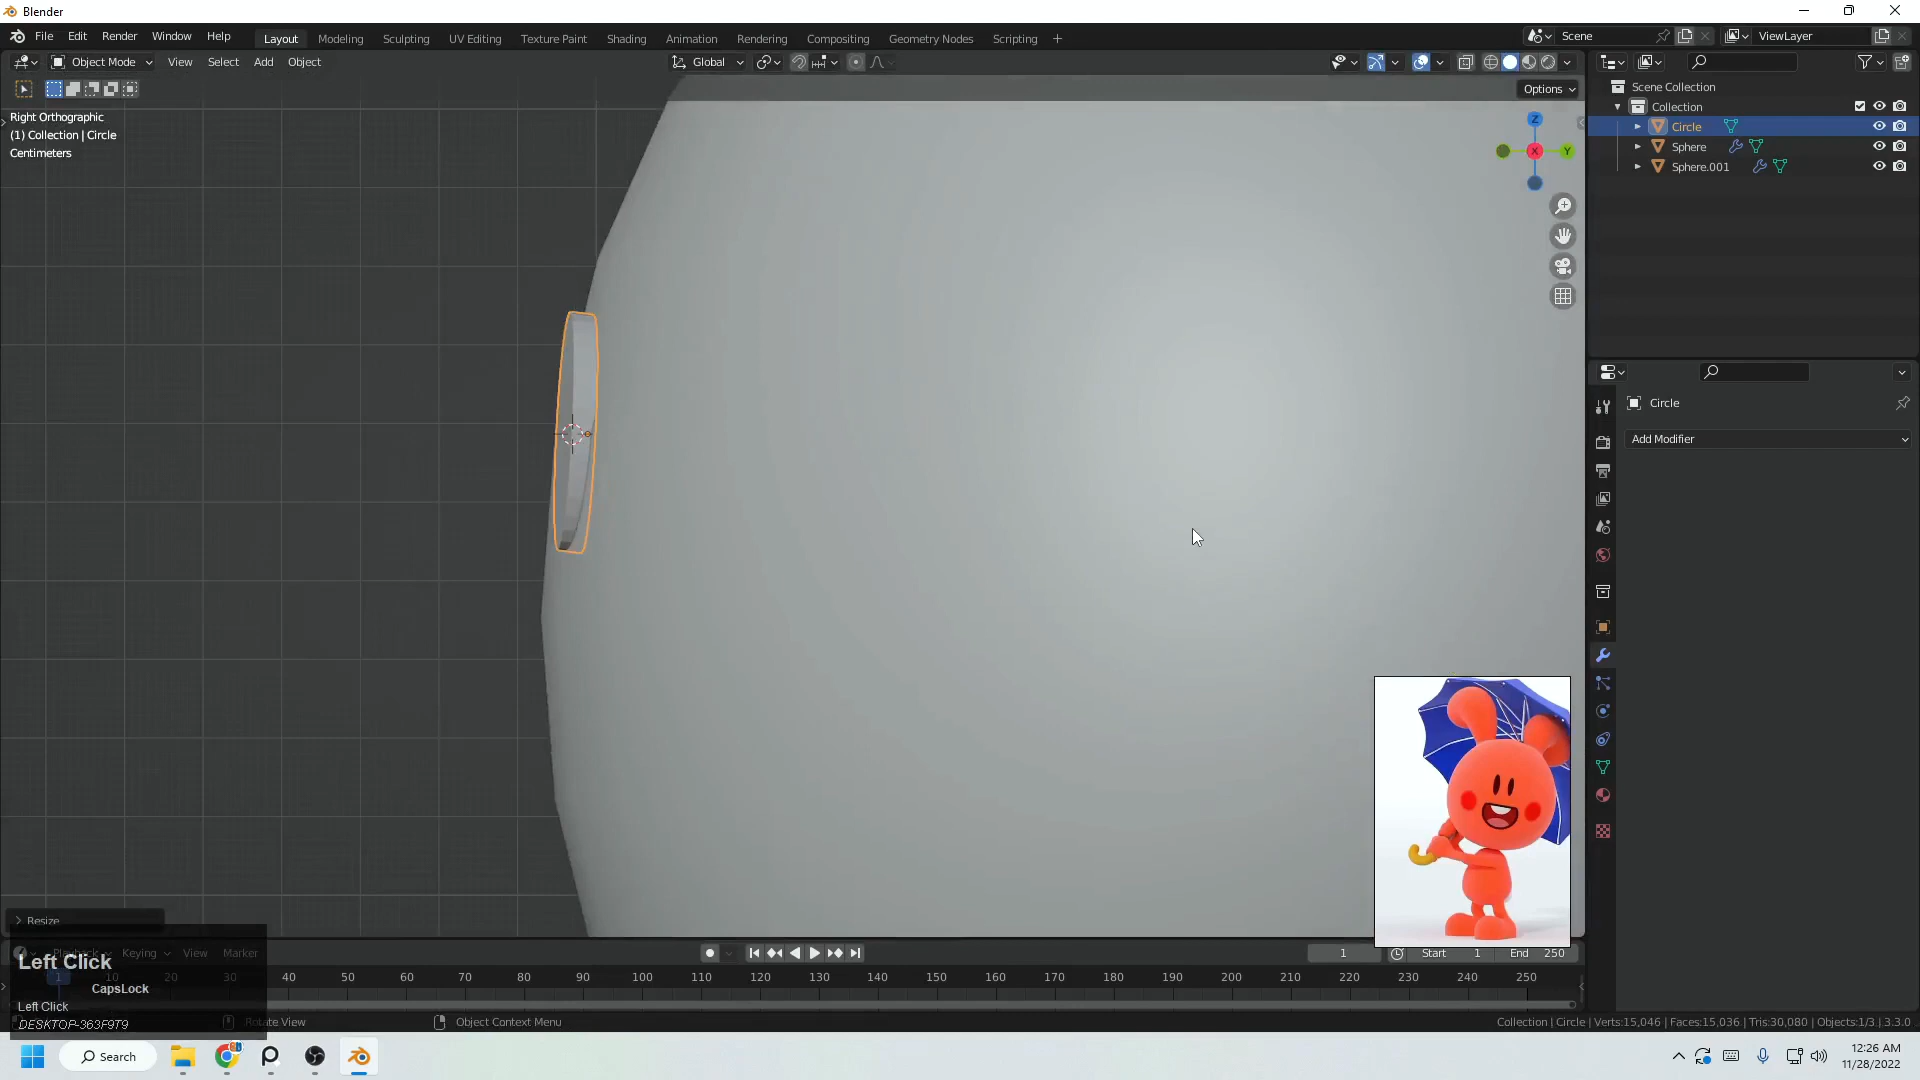 Blender
File Edit Render Window Help Layout Modeling Sculpting UV Editing Texture Paint Shading Animation Rendering Compositing Geometry Nodes Scripting + Scene ViewLayer
Object Mode View Select Add Object Global
Options
Right Orthographic
(1) Collection | Circle
Centimeters
Z
X
Y
Scene Collection
Collection
Circle
Sphere
Sphere.001
Circle
Add Modifier
Resize
Playback Keying View Marker 1 Start 1 End 250
1 10 20 30 40 50 60 70 80 90 100 110 120 130 140 150 160 170 180 190 200 210 220 230 240 250
Left Click
CapsLock
Left Click
DESKTOP-363F9T9
Rotate View Object Context Menu Collection | Circle | Verts:15,046 | Faces:15,036 | Tris:30,080 | Objects:1/3 | 3.3.0
Search
12:26 AM
11/28/2022